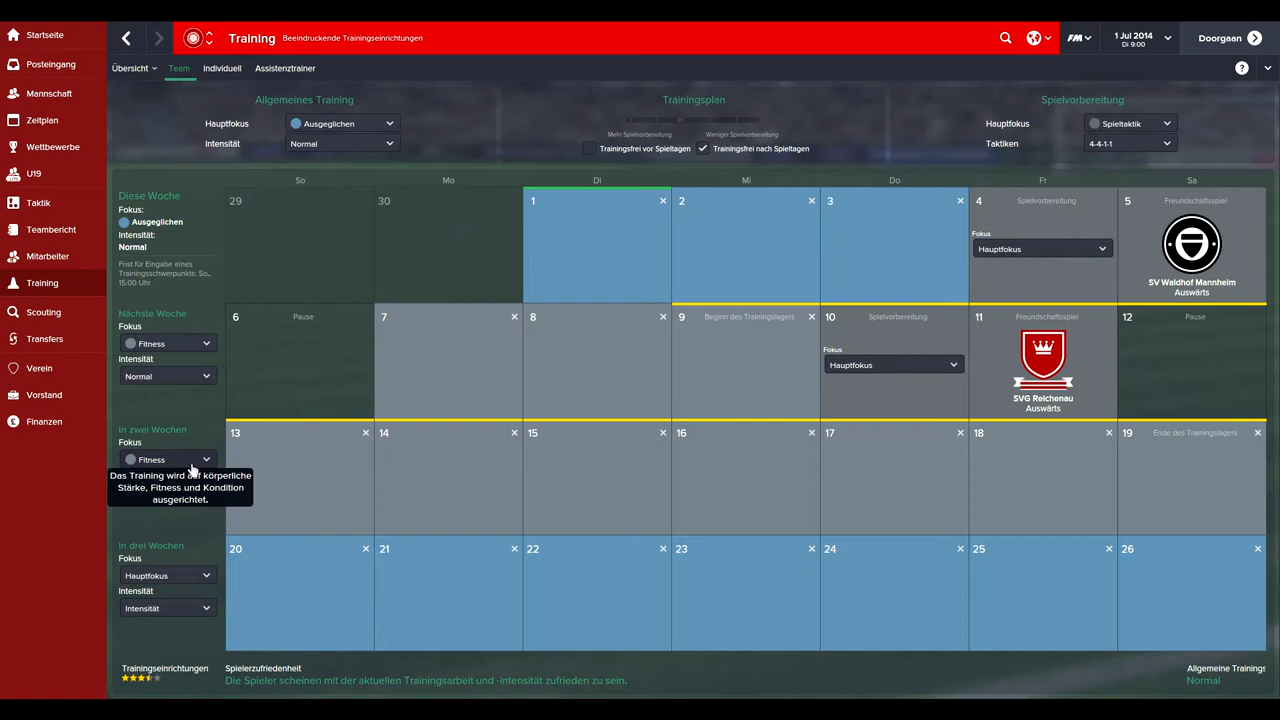 Startseite
Posteingang
Mannschaft
Zeitplan
Wettbewerbe
U19
Taktik
Teambericht
Mitarbeiter
Training
Scouting
Transfers
Verein
Vorstand
Finanzen
Training Beeindruckende Trainingseinrichtungen
FM
1 Jul 2014
Di 9:00
Doorgaan
Übersicht Team Individuell Assistenztrainer
?
Allgemeines Training
Hauptfokus Ausgeglichen
Intensität Normal
Trainingsplan
Mehr Spielvorbereitung Weniger Spielvorbereitung
Trainingsfrei vor Spieltagen Trainingsfrei nach Spieltagen
Spielvorbereitung
Hauptfokus Spieltaktik
Taktiken 4-4-1-1
So Mo Di Mi Do Fr Sa
Diese Woche
Fokus:
Ausgeglichen
Intensität:
Normal
Frist für Eingabe eines
Trainingsschwerpunkts: So.,
15:00 Uhr
29 30 1 2 3 4 Spielvorbereitung 5 Freundschaftsspiel
Fokus
Hauptfokus
SV Waldhof Mannheim
Auswärts
Nächste Woche
Fokus
Fitness
Intensität
Normal
6 Pause 7 8 9 Beginn des Trainingslagers 10 Spielvorbereitung 11 Freundschaftsspiel 12 Pause
Fokus
Hauptfokus
SVG Reichenau
Auswärts
In zwei Wochen
Fokus
Fitness
Das Training wird auf körperliche
Stärke, Fitness und Kondition
ausgerichtet.
13 14 15 16 17 18 19 Ende des Trainingslagers
In drei Wochen
Fokus
Hauptfokus
Intensität
Intensität
20 21 22 23 24 25 26
Trainingseinrichtungen
Spielerzufriedenheit
Die Spieler scheinen mit der aktuellen Trainingsarbeit und -intensität zufrieden zu sein.
Allgemeine Trainings
Normal